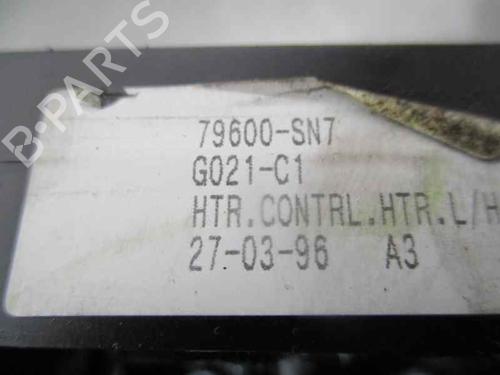 79600-SN7
G021-C1
HTR.CONTRL.HTR.L/H
27-03-96 A3
B-PARTS